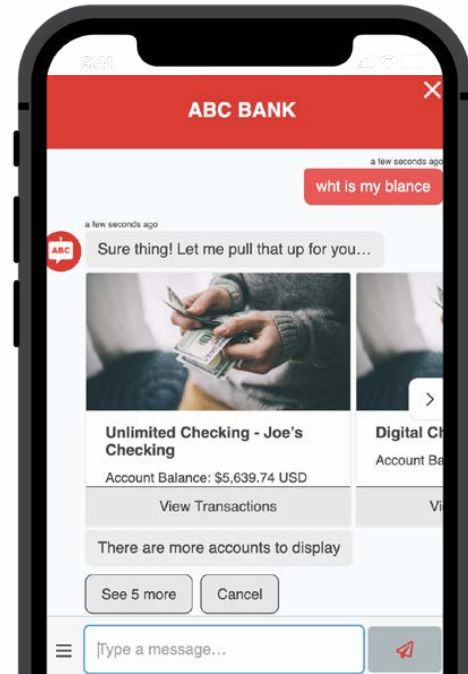 ABC BANK
a few seconds ago
wht is my blance
a few seconds ago
ABC
Sure thing! Let me pull that up for you...
Unlimited Checking - Joe's
Checking
Account Balance: $5,639.74 USD
View Transactions
Digital Ch
Account Ba
Vi
There are more accounts to display
See 5 more
Cancel
Type a message...